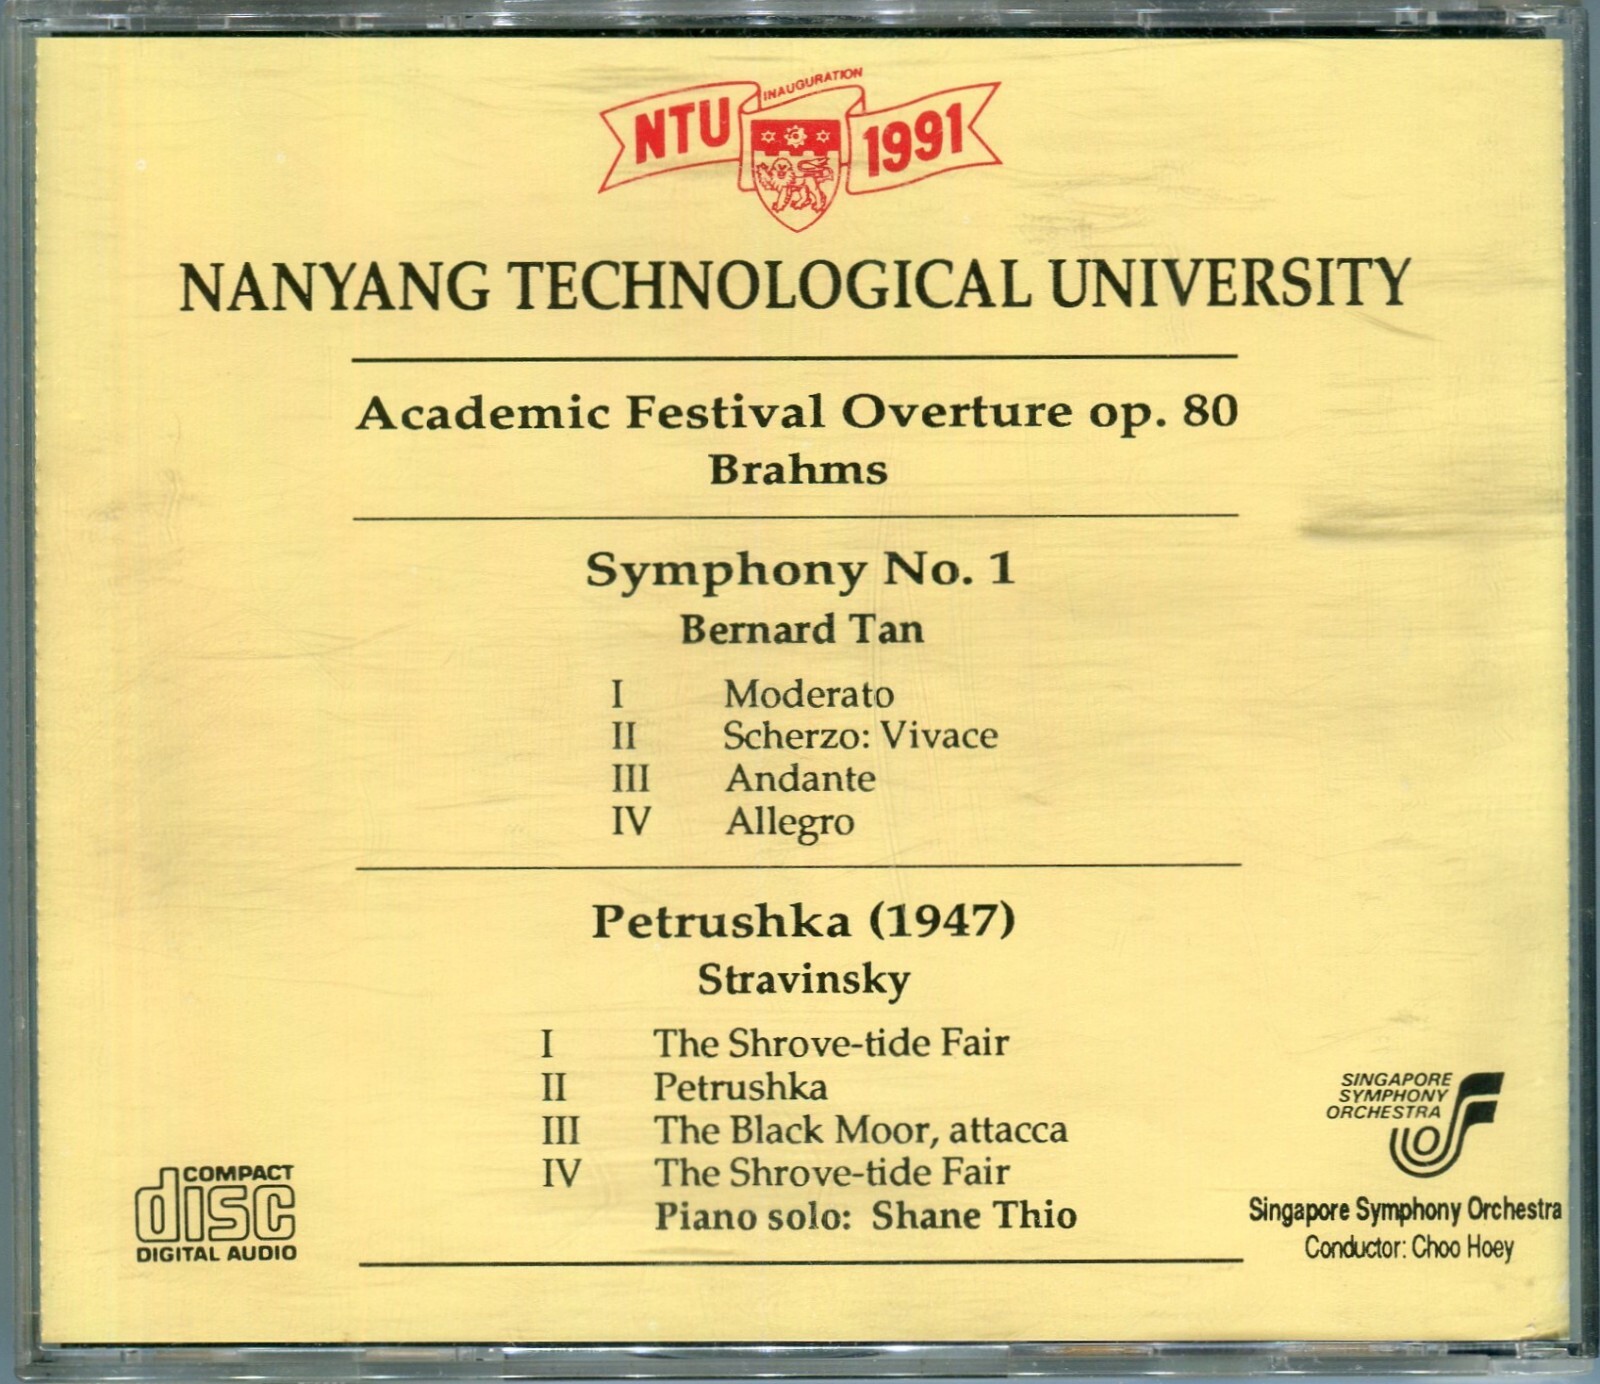 INAUGURATION
NTU 1991
NANYANG TECHNOLOGICAL UNIVERSITY
Academic Festival Overture op. 80
Brahms
Symphony No. 1
Bernard Tan
I Moderato
II Scherzo: Vivace
III Andante
IV Allegro
Petrushka (1947)
Stravinsky
I The Shrove-tide Fair
II Petrushka
III The Black Moor, attacca
IV The Shrove-tide Fair
Piano solo: Shane Thio
COMPACT
disc
DIGITAL AUDIO
SINGAPORE
SYMPHONY
ORCHESTRA
Singapore Symphony Orchestra
Conductor: Choo Hoey